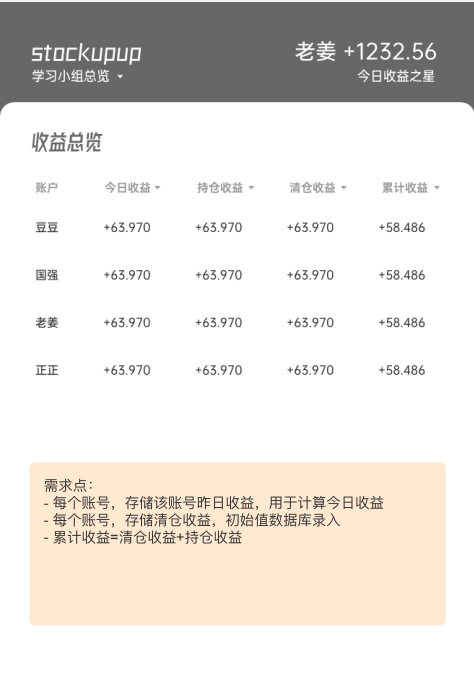 stockupup
老姜 +1232.56
学习小组总览
今日收益之星
收益总览
账户 今日收益 持仓收益 清仓收益 累计收益
豆豆 +63.970 +63.970 +63.970 +58.486
国强 +63.970 +63.970 +63.970 +58.486
老姜 +63.970 +63.970 +63.970 +58.486
正正 +63.970 +63.970 +63.970 +58.486
需求点：
- 每个账号，存储该账号昨日收益，用于计算今日收益
- 每个账号，存储清仓收益，初始值数据库录入
- 累计收益=清仓收益+持仓收益